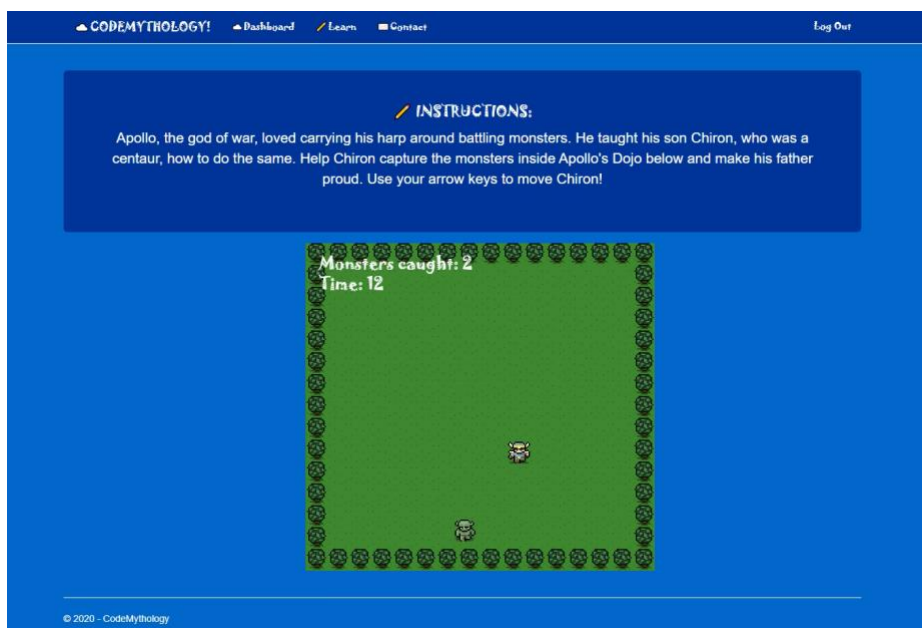 CODEMYTHOLOGY! Dashboard Learn Contact Log Out
INSTRUCTIONS:
Apollo, the god of war, loved carrying his harp around battling monsters. He taught his son Chiron, who was a
centaur, how to do the same. Help Chiron capture the monsters inside Apollo's Dojo below and make his father
proud. Use your arrow keys to move Chiron!
Monsters caught: 2
Time: 12
© 2020 - CodeMythology